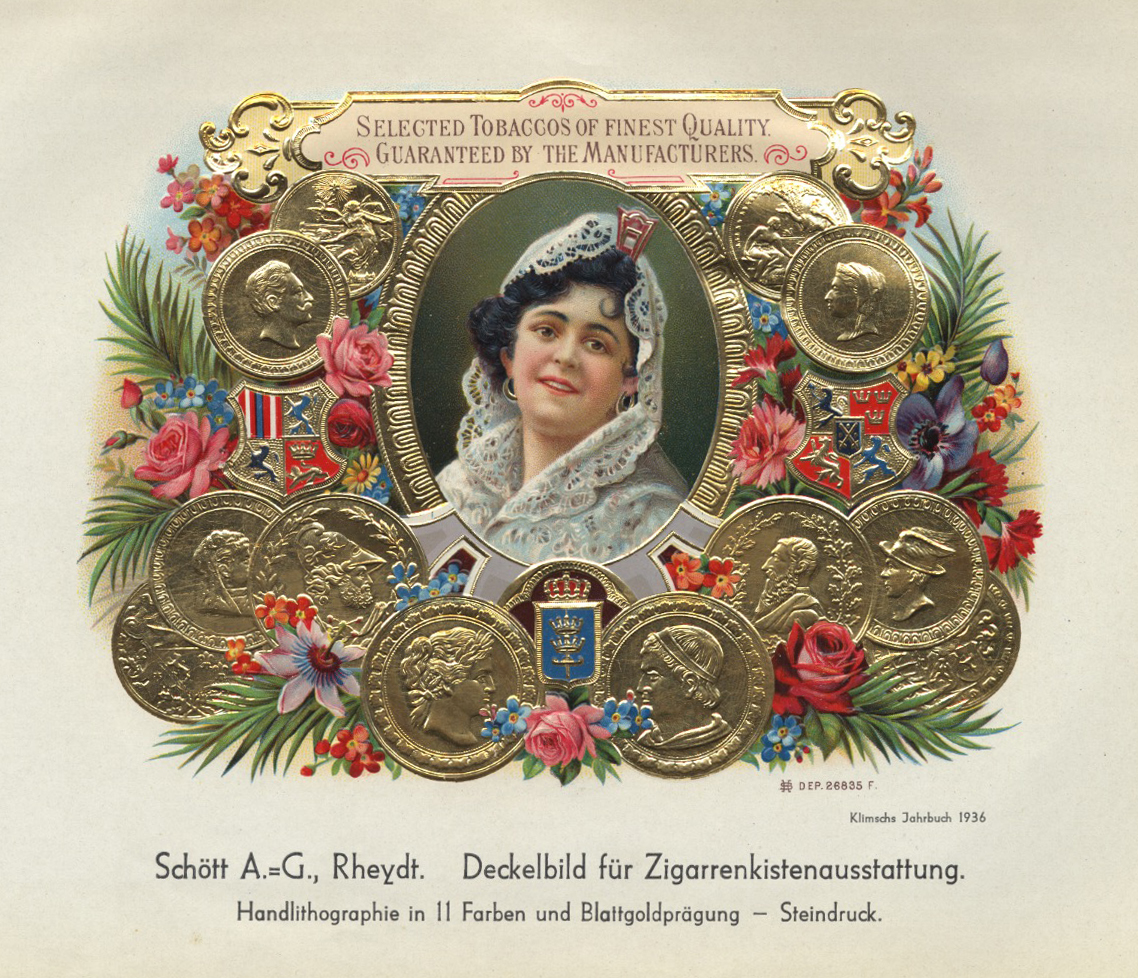 SELECTED TOBACCOS OF FINEST QUALITY.
GUARANTEED BY THE MANUFACTURERS.
DEP. 26835 F.
Klimschs Jahrbuch 1936
Schött A.=G., Rheydt. Deckelbild für Zigarrenkistenausstattung.
Handlithographie in 11 Farben und Blattgoldprägung — Steindruck.